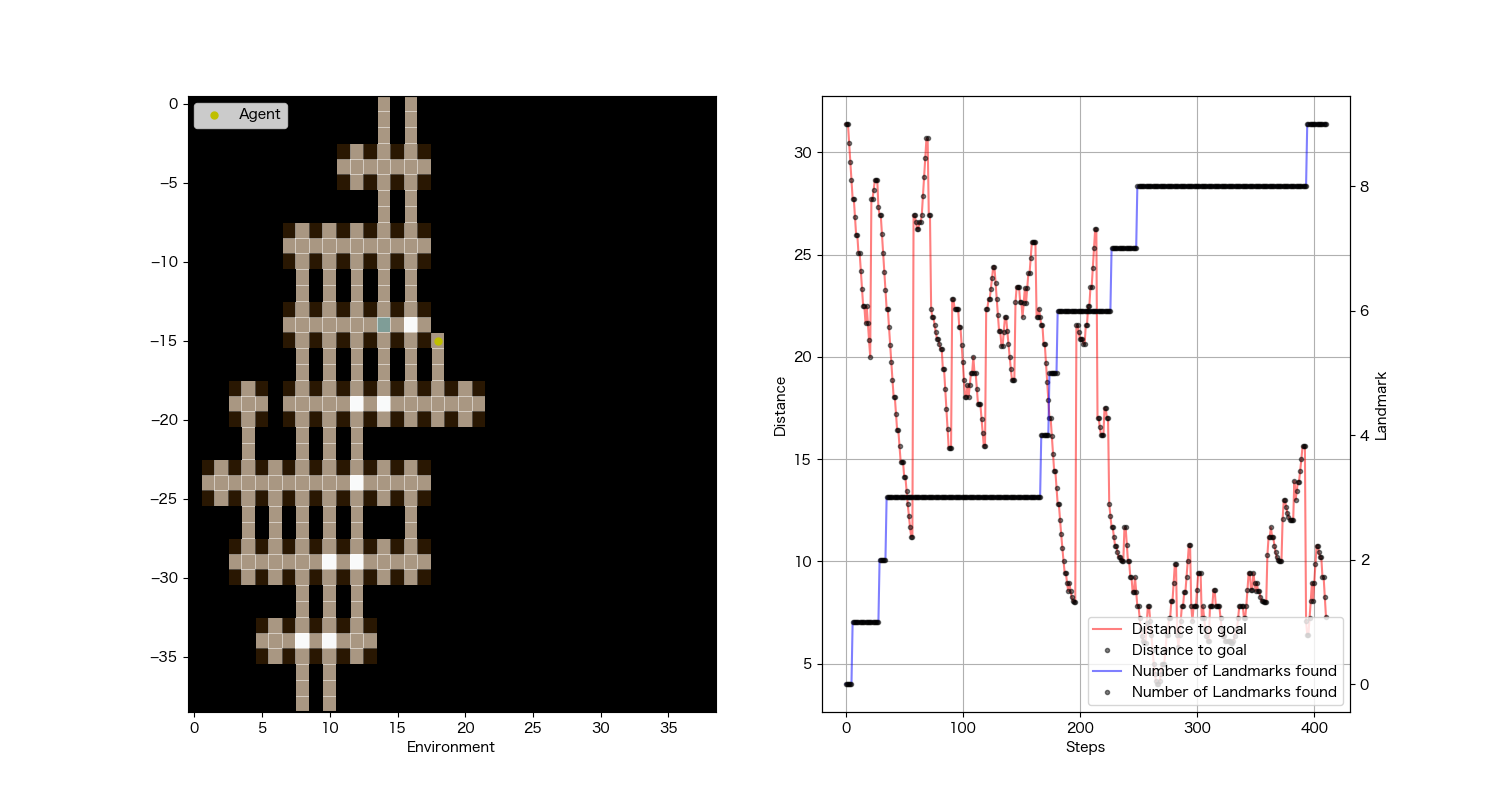 Agent
0
−5
−10
−15
−20
−25
−30
−35
0 5 10 15 20 25 30 35
Environment
30
25
20
15
10
5
Distance
8
6
4
2
0
Landmark
Distance to goal
Distance to goal
Number of Landmarks found
Number of Landmarks found
0 100 200 300 400
Steps